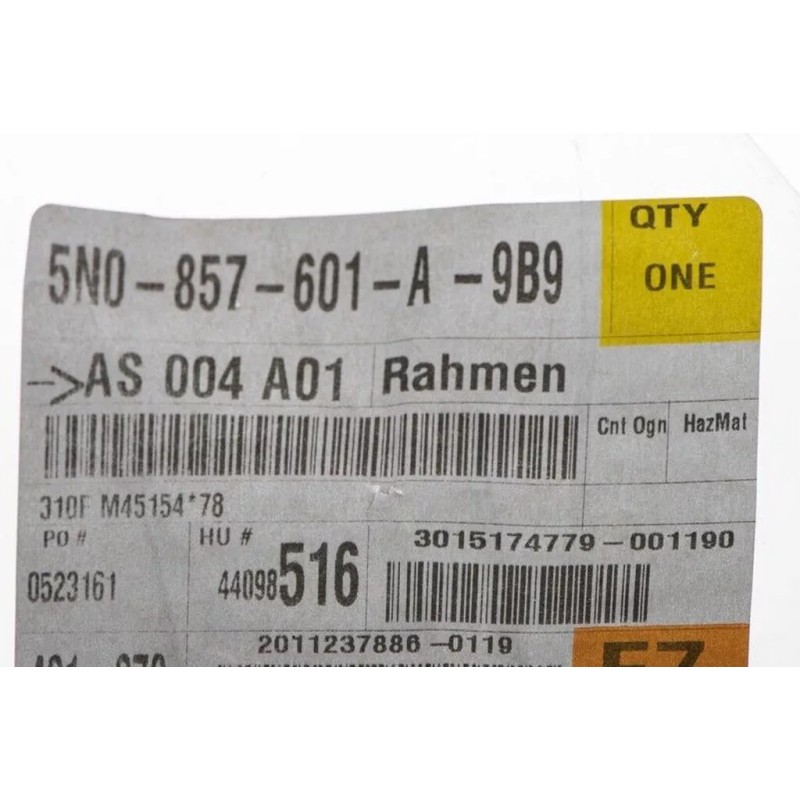 5N0-857-601-A -9B9
QTY
ONE
->AS 004 A01
Rahmen
Cnt Ogn
HazMat
M45154*78
PO #
0523161
HU #
44098516
3015174779-001190
2011237886-0119